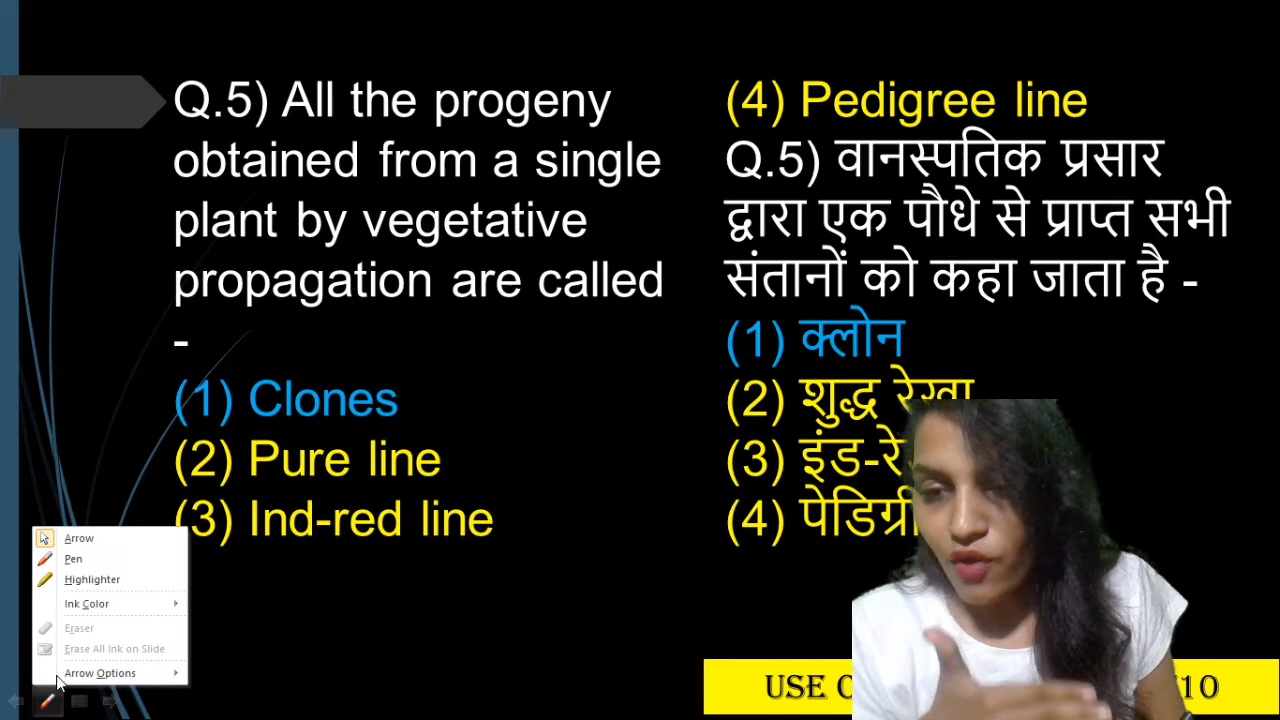 Q.5) All the progeny
obtained from a single
plant by vegetative
propagation are called
-
(1) Clones
(2) Pure line
(3) Ind-red line
(4) Pedigree line
Q.5) वानस्पतिक प्रसार
द्वारा एक पौधे से प्राप्त सभी
संतानों को कहा जाता है -
(1) क्लोन
(2) शुद्ध रेखा
(3) इंड-रे
(4) पेडिग्री
Arrow
Pen
Highlighter
Ink Color
Eraser
Erase All Ink on Slide
Arrow Options
USE 10